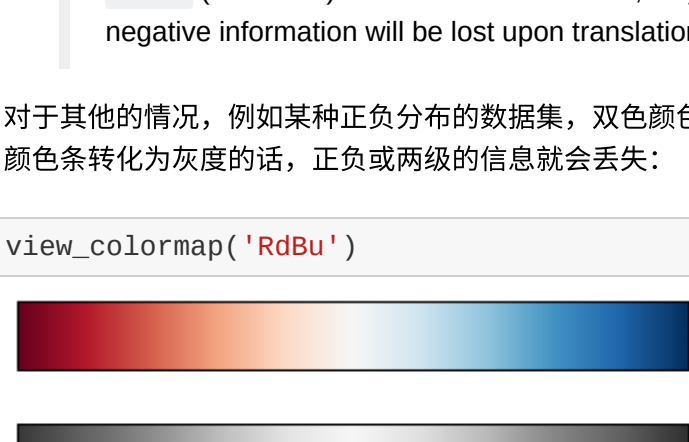 negative information will be lost upon translation
对于其他的情况，例如某种正负分布的数据集，双色颜色
颜色条转化为灰度的话，正负或两级的信息就会丢失：
view_colormap('RdBu')